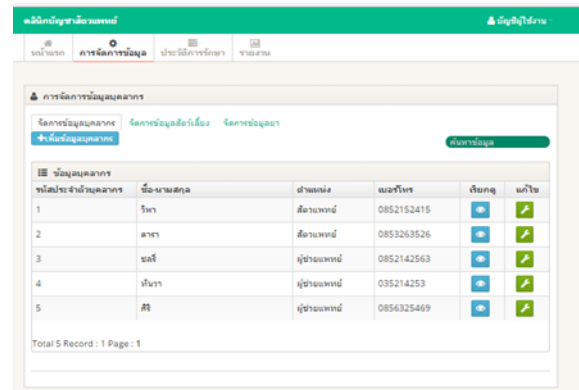 คลินิกบัญชาสัตวแพทย์ บัญชีผู้ใช้งาน
หน้าแรก การจัดการข้อมูล ประวัติการรักษา รายงาน
การจัดการข้อมูลบุคลากร
จัดการข้อมูลบุคลากร จัดการข้อมูลสัตว์เลี้ยง จัดการข้อมูลยา
+เพิ่มข้อมูลบุคลากร
ค้นหาข้อมูล
ข้อมูลบุคลากร
รหัสประจำตัวบุคลากร ชื่อ-นามสกุล ตำแหน่ง เบอร์โทร เรียกดู แก้ไข
1 วิพา สัตวแพทย์ 0852152415
2 ดารา สัตวแพทย์ 0853263526
3 ชลรี ผู้ช่วยแพทย์ 0852142563
4 ทันวา ผู้ช่วยแพทย์ 035214253
5 ศิริ ผู้ช่วยแพทย์ 0856325469
Total 5 Record : 1 Page : 1